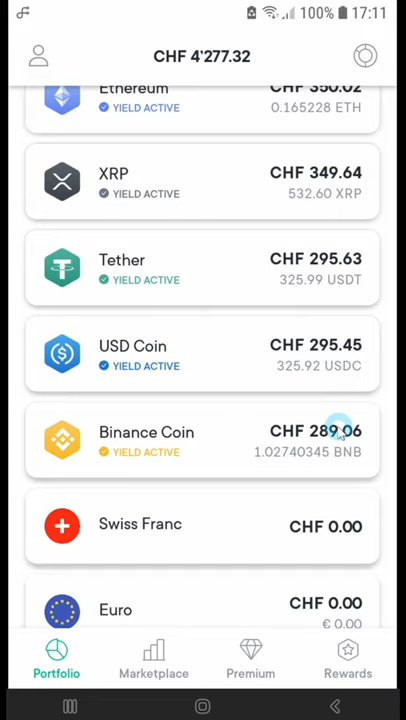 100% 17:11
CHF 4'277.32
Ethereum CHF 350.02
YIELD ACTIVE 0.165228 ETH
XRP CHF 349.64
YIELD ACTIVE 532.60 XRP
Tether CHF 295.63
YIELD ACTIVE 325.99 USDT
USD Coin CHF 295.45
YIELD ACTIVE 325.92 USDC
Binance Coin CHF 289.06
YIELD ACTIVE 1.02740345 BNB
Swiss Franc CHF 0.00
Euro CHF 0.00
€ 0.00
Portfolio Marketplace Premium Rewards